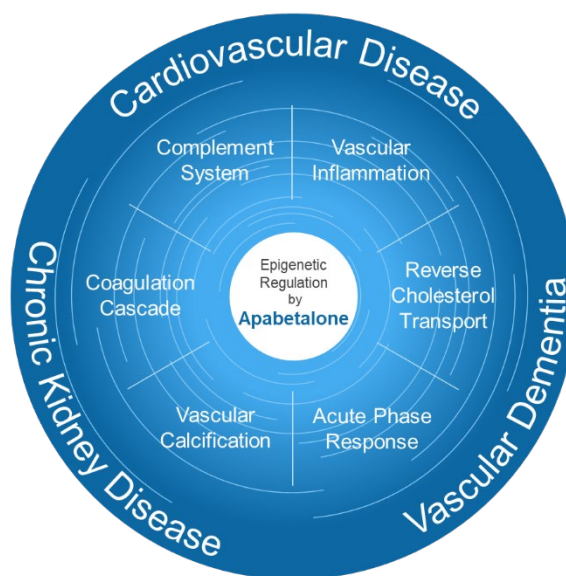 Cardiovascular Disease
Complement
System
Vascular
Inflammation
Coagulation
Cascade
Epigenetic
Regulation
by
Apabetalone
Reverse
Cholesterol
Transport
Vascular
Calcification
Acute Phase
Response
Chronic Kidney Disease
Vascular Dementia